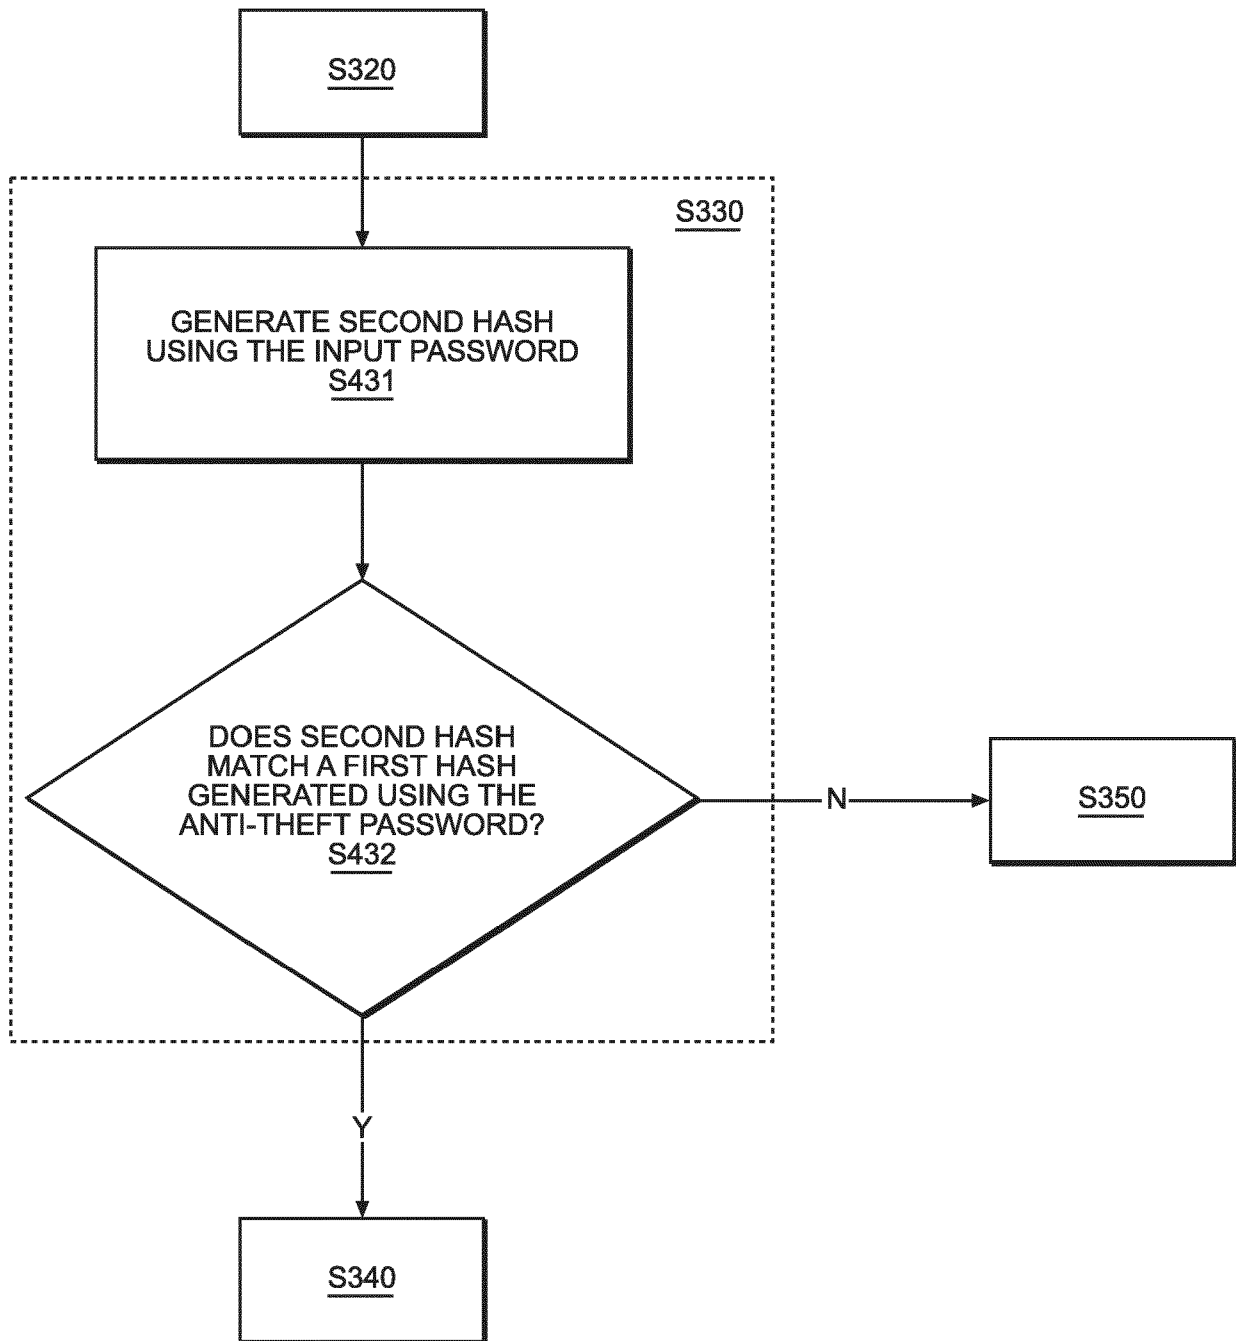 S320
S330
GENERATE SECOND HASH
USING THE INPUT PASSWORD
S431
DOES SECOND HASH
MATCH A FIRST HASH
GENERATED USING THE
ANTI-THEFT PASSWORD?
S432
N
S350
Y
S340